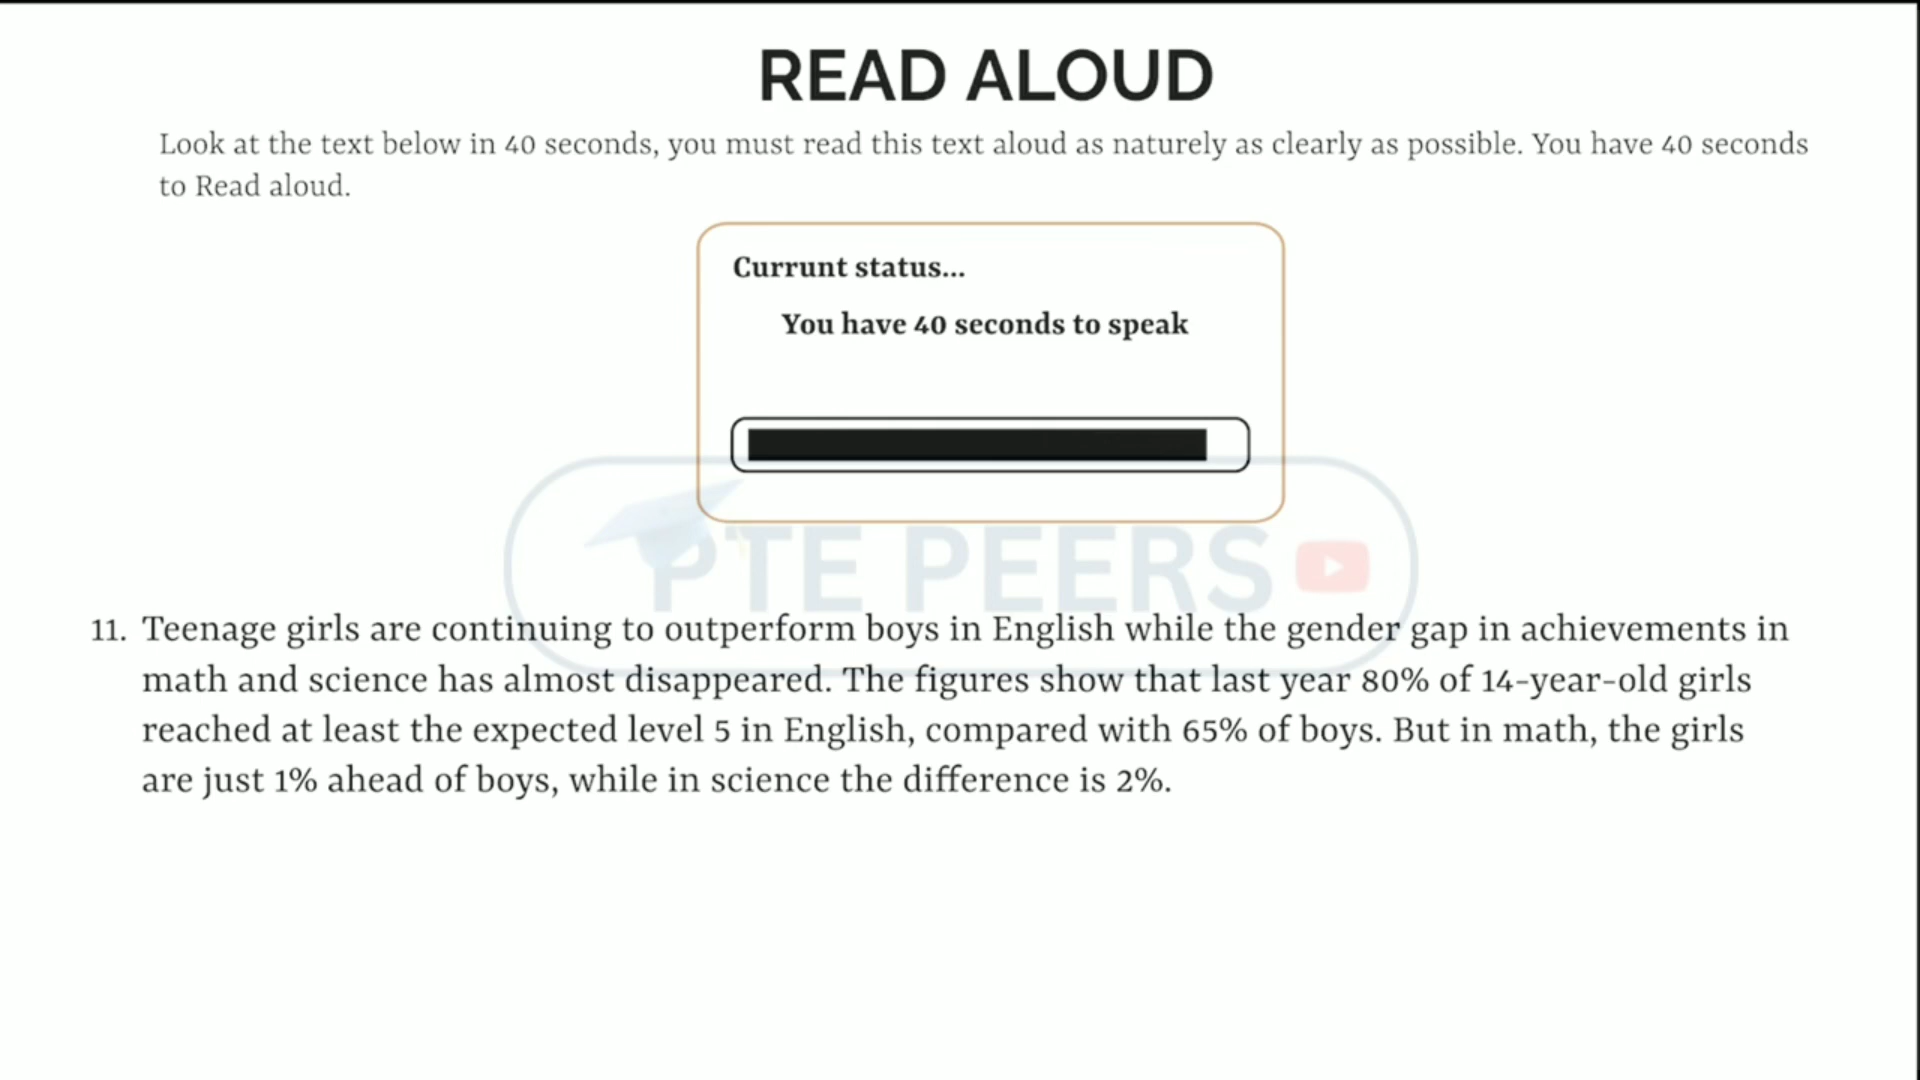 READ ALOUD
Look at the text below in 40 seconds, you must read this text aloud as naturely as clearly as possible. You have 40 seconds
to Read aloud.
Currunt status...
You have 40 seconds to speak
PTE PEERS
11. Teenage girls are continuing to outperform boys in English while the gender gap in achievements in
math and science has almost disappeared. The figures show that last year 80% of 14-year-old girls
reached at least the expected level 5 in English, compared with 65% of boys. But in math, the girls
are just 1% ahead of boys, while in science the difference is 2%.